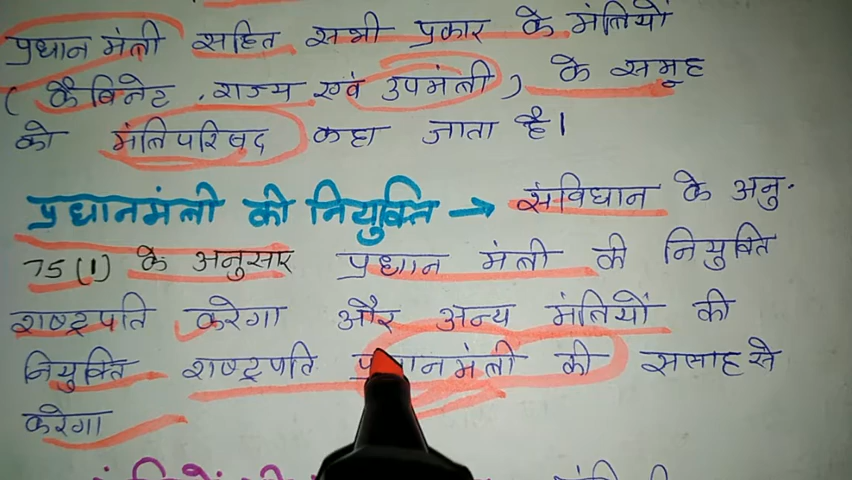 प्रधान मंत्री सहित सभी प्रकार के मंत्रियों
( कैबिनेट , राज्य एवं उपमंत्री ) के समूह
को मंत्रिपरिषद कहा जाता है।
प्रधानमंत्री की नियुक्ति → संविधान के अनु.
75 (1) के अनुसार प्रधान मंत्री की नियुक्ति
राष्ट्रपति करेगा और अन्य मंत्रियों की
नियुक्ति राष्ट्रपति प्रधानमंत्री की सलाह से
करेगा